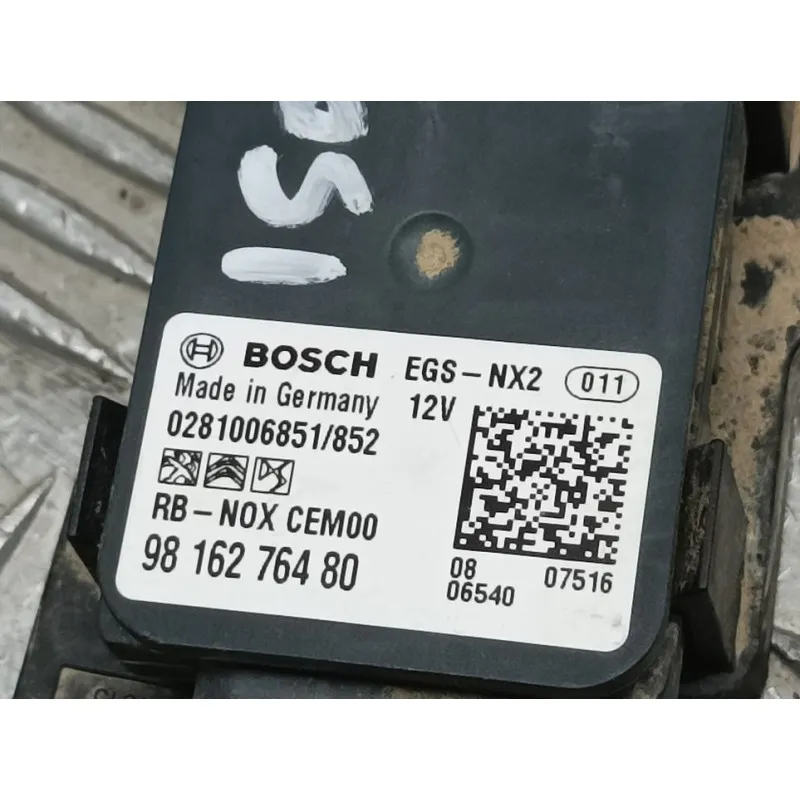 BOSCH EGS-NX2 011
Made in Germany 12V
0281006851/852
RB-NOX CEM00
98 162 764 80
08 07516
06540